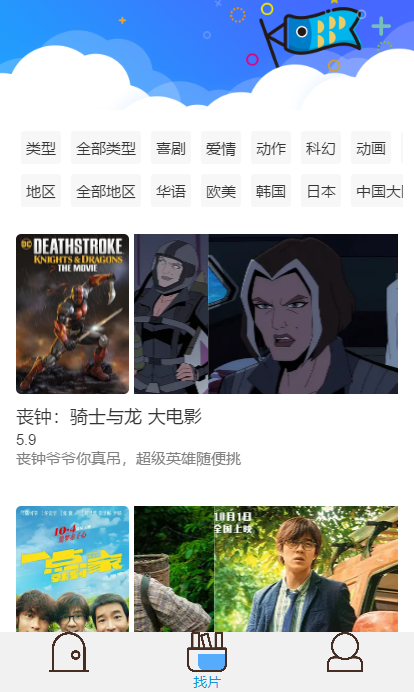 类型 全部类型 喜剧 爱情 动作 科幻 动画
地区 全部地区 华语 欧美 韩国 日本 中国大
DC
DEATHSTROKE
KNIGHTS & DRAGONS
THE MOVIE
丧钟：骑士与龙 大电影
5.9
丧钟爷爷你真吊，超级英雄随便挑
10·4
10月1日
全国上映
找片